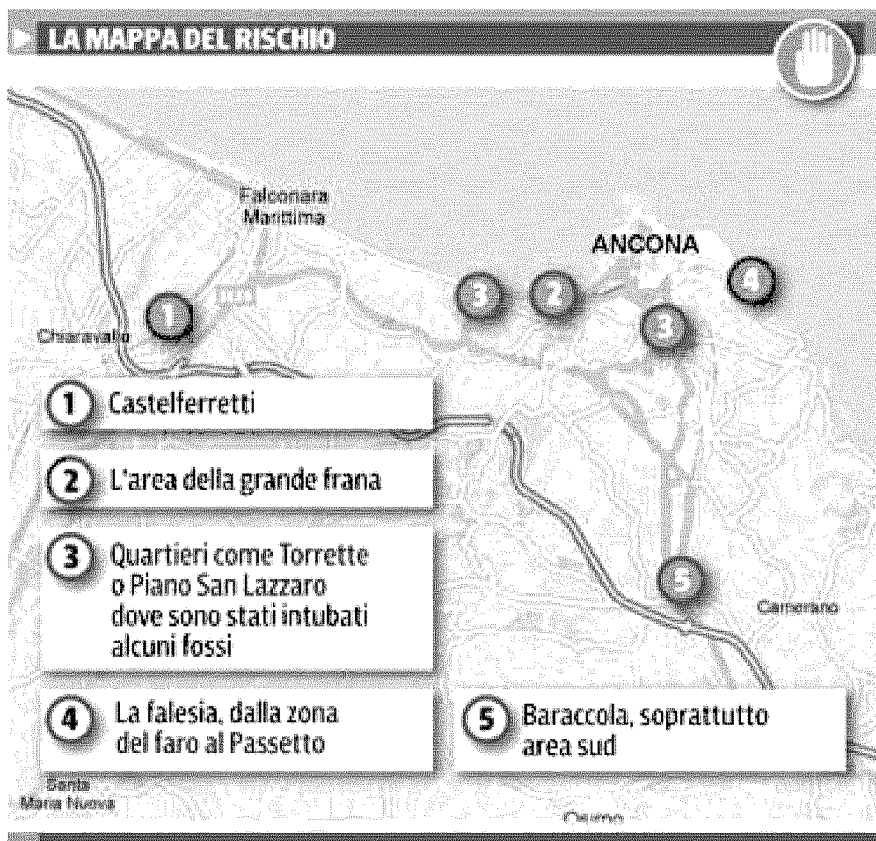 LA MAPPA DEL RISCHIO
Falconara
Marittima
ANCONA
4
3
2
3
1
Chiaravalle
1 Castelferretti
2 L'area della grande frana
3 Quartieri come Torrette
o Piano San Lazzaro
dove sono stati intubati
alcuni fossi
5
Camerano
4 La falesia, dalla zona
del faro al Passetto
5 Baraccola, soprattutto
area sud
Santa
Maria Nuova
Osimo